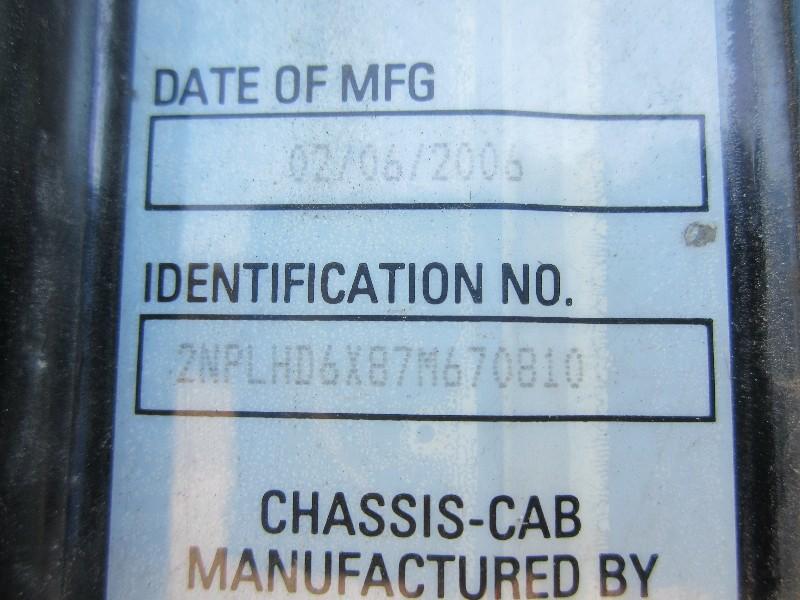 DATE OF MFG
02/06/2006
IDENTIFICATION NO.
2NPLHD6X87M670810
CHASSIS-CAB
MANUFACTURED BY